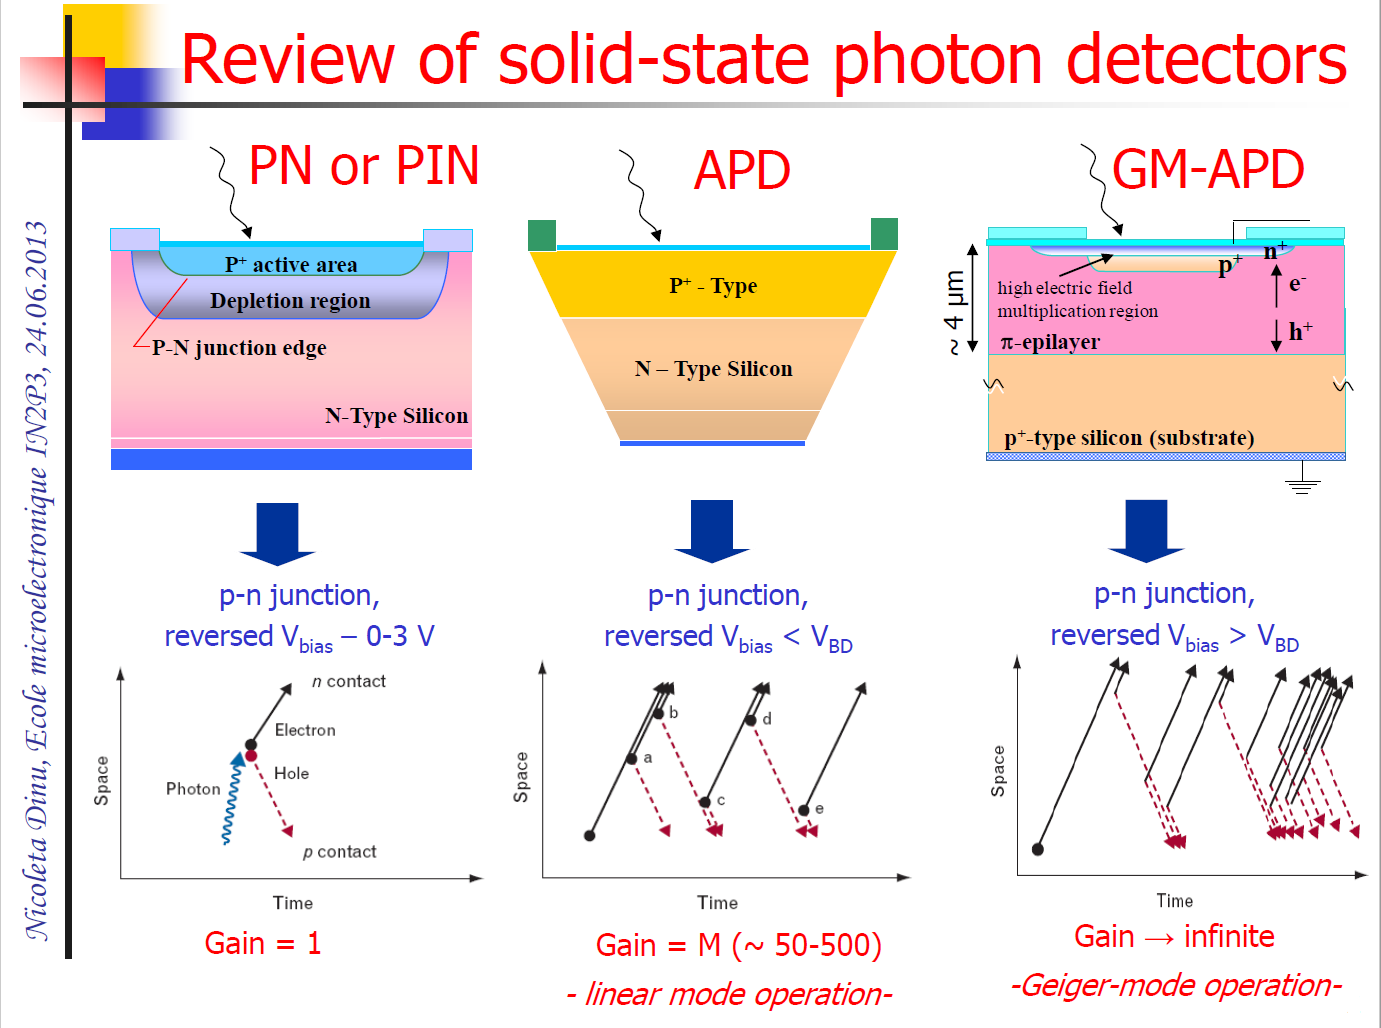 Review of solid-state photon detectors
Nicoleta Dinu, Ecole microelectronique IN2P3, 24.06.2013
PN or PIN
P+ active area
Depletion region
P-N junction edge
N-Type Silicon
p-n junction,
reversed Vbias – 0-3 V
n contact
Electron
Hole
Photon
p contact
Space
Time
Gain = 1
APD
P+ - Type
N – Type Silicon
p-n junction,
reversed Vbias < VBD
b
d
a
c
e
Space
Time
Gain = M (~ 50-500)
- linear mode operation-
GM-APD
n+
p+
e-
high electric field
multiplication region
h+
π-epilayer
~ 4 μm
p+-type silicon (substrate)
p-n junction,
reversed Vbias > VBD
Space
Time
Gain → infinite
-Geiger-mode operation-